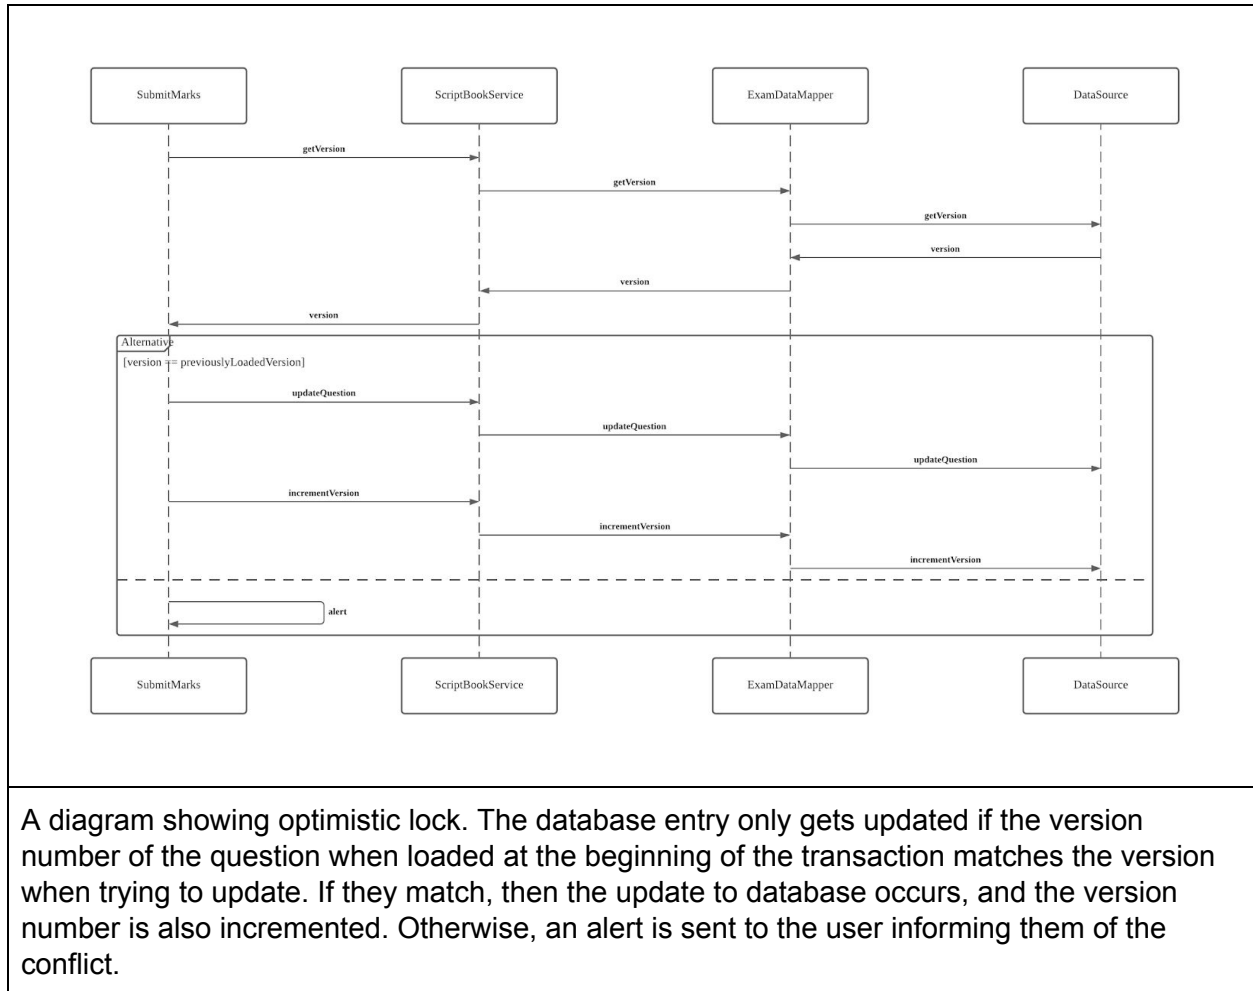 SubmitMarks
ScriptBookService
ExamDataMapper
DataSource
getVersion
getVersion
getVersion
version
version
version
Alternative
[version == previouslyLoadedVersion]
updateQuestion
updateQuestion
updateQuestion
incrementVersion
incrementVersion
incrementVersion
alert
SubmitMarks
ScriptBookService
ExamDataMapper
DataSource
A diagram showing optimistic lock. The database entry only gets updated if the version
number of the question when loaded at the beginning of the transaction matches the version
when trying to update. If they match, then the update to database occurs, and the version
number is also incremented. Otherwise, an alert is sent to the user informing them of the
conflict.